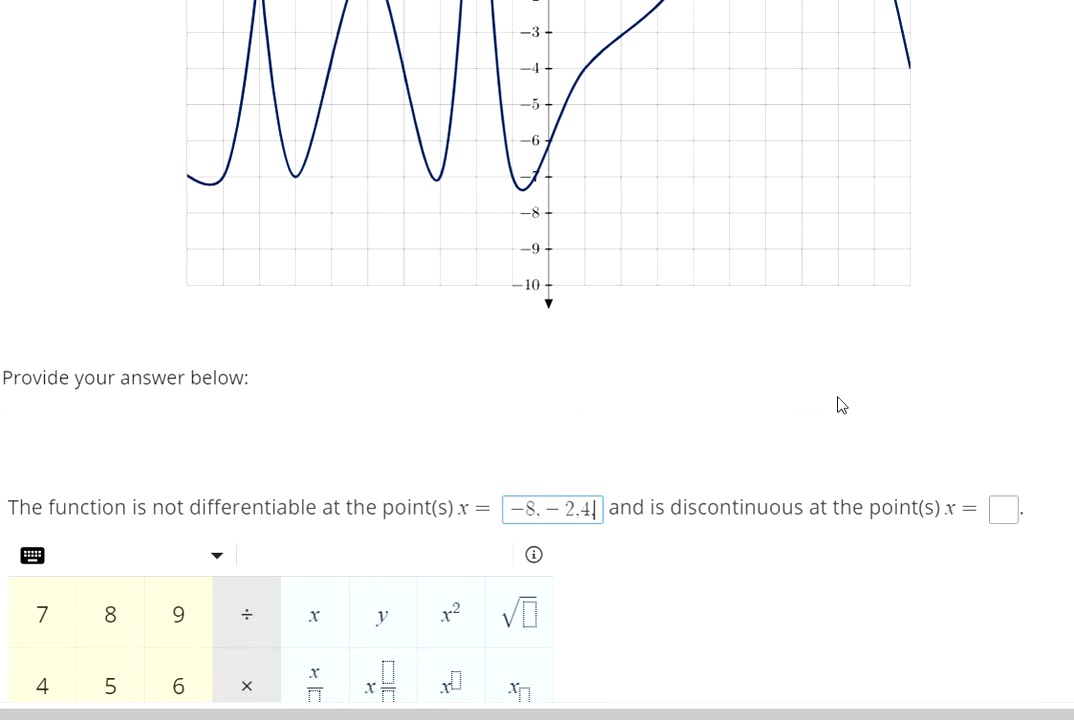 −3
−4
−5
−6
−7
−8
−9
−10
Provide your answer below:
The function is not differentiable at the point(s) x = −8, − 2,4 and is discontinuous at the point(s) x = .
7 8 9 ÷ x y x² √
4 5 6 × x x x x